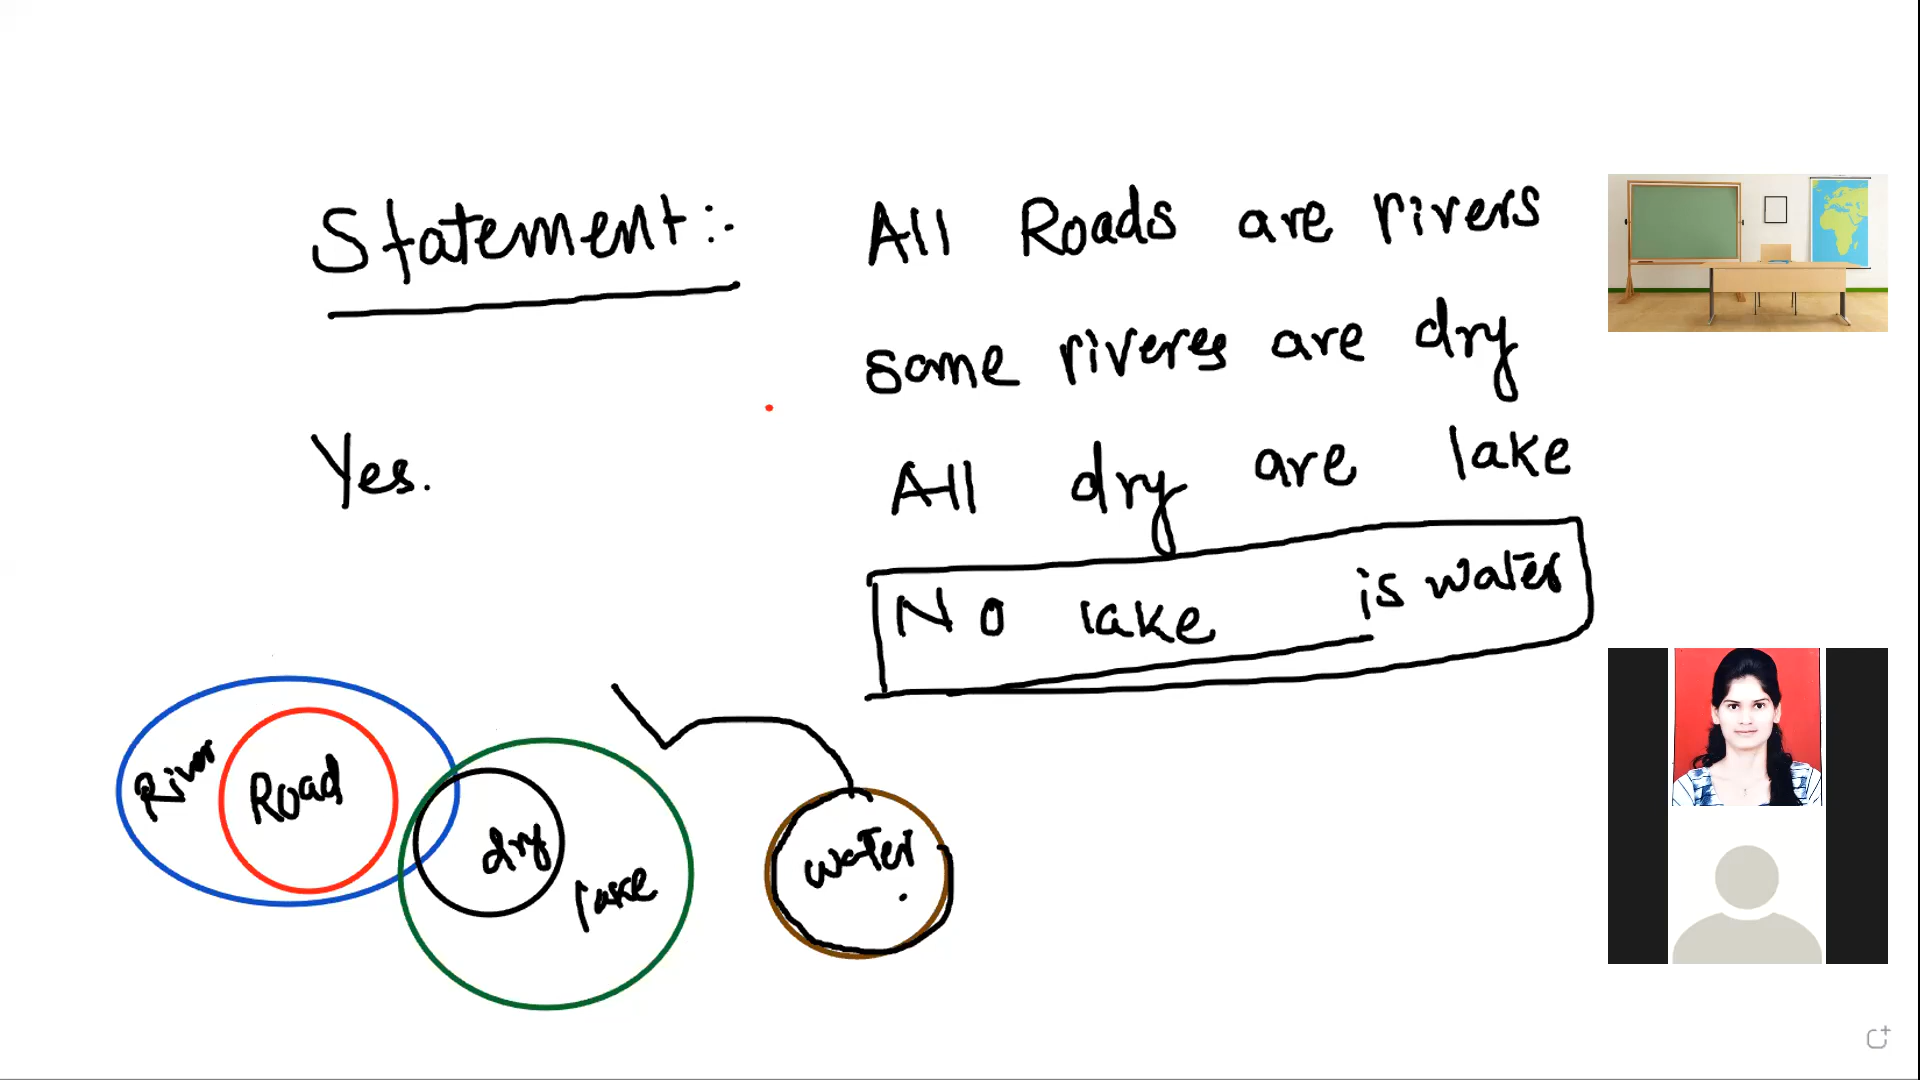 Statement:- All Roads are rivers
some riveres are dry
Yes. All dry are lake
No lake is water
River Road
dry
lake
water